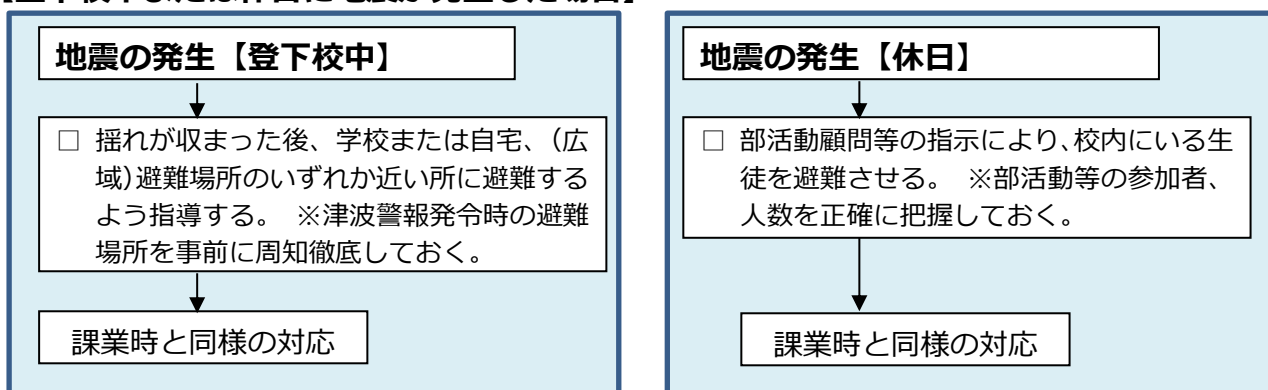 地震の発生【登下校中】
□ 揺れが収まった後、学校または自宅、（広
域）避難場所のいずれか近い所に避難する
よう指導する。 ※津波警報発令時の避難
場所を事前に周知徹底しておく。
課業時と同様の対応
地震の発生【休日】
□ 部活動顧問等の指示により、校内にいる生
徒を避難させる。 ※部活動等の参加者、
人数を正確に把握しておく。
課業時と同様の対応